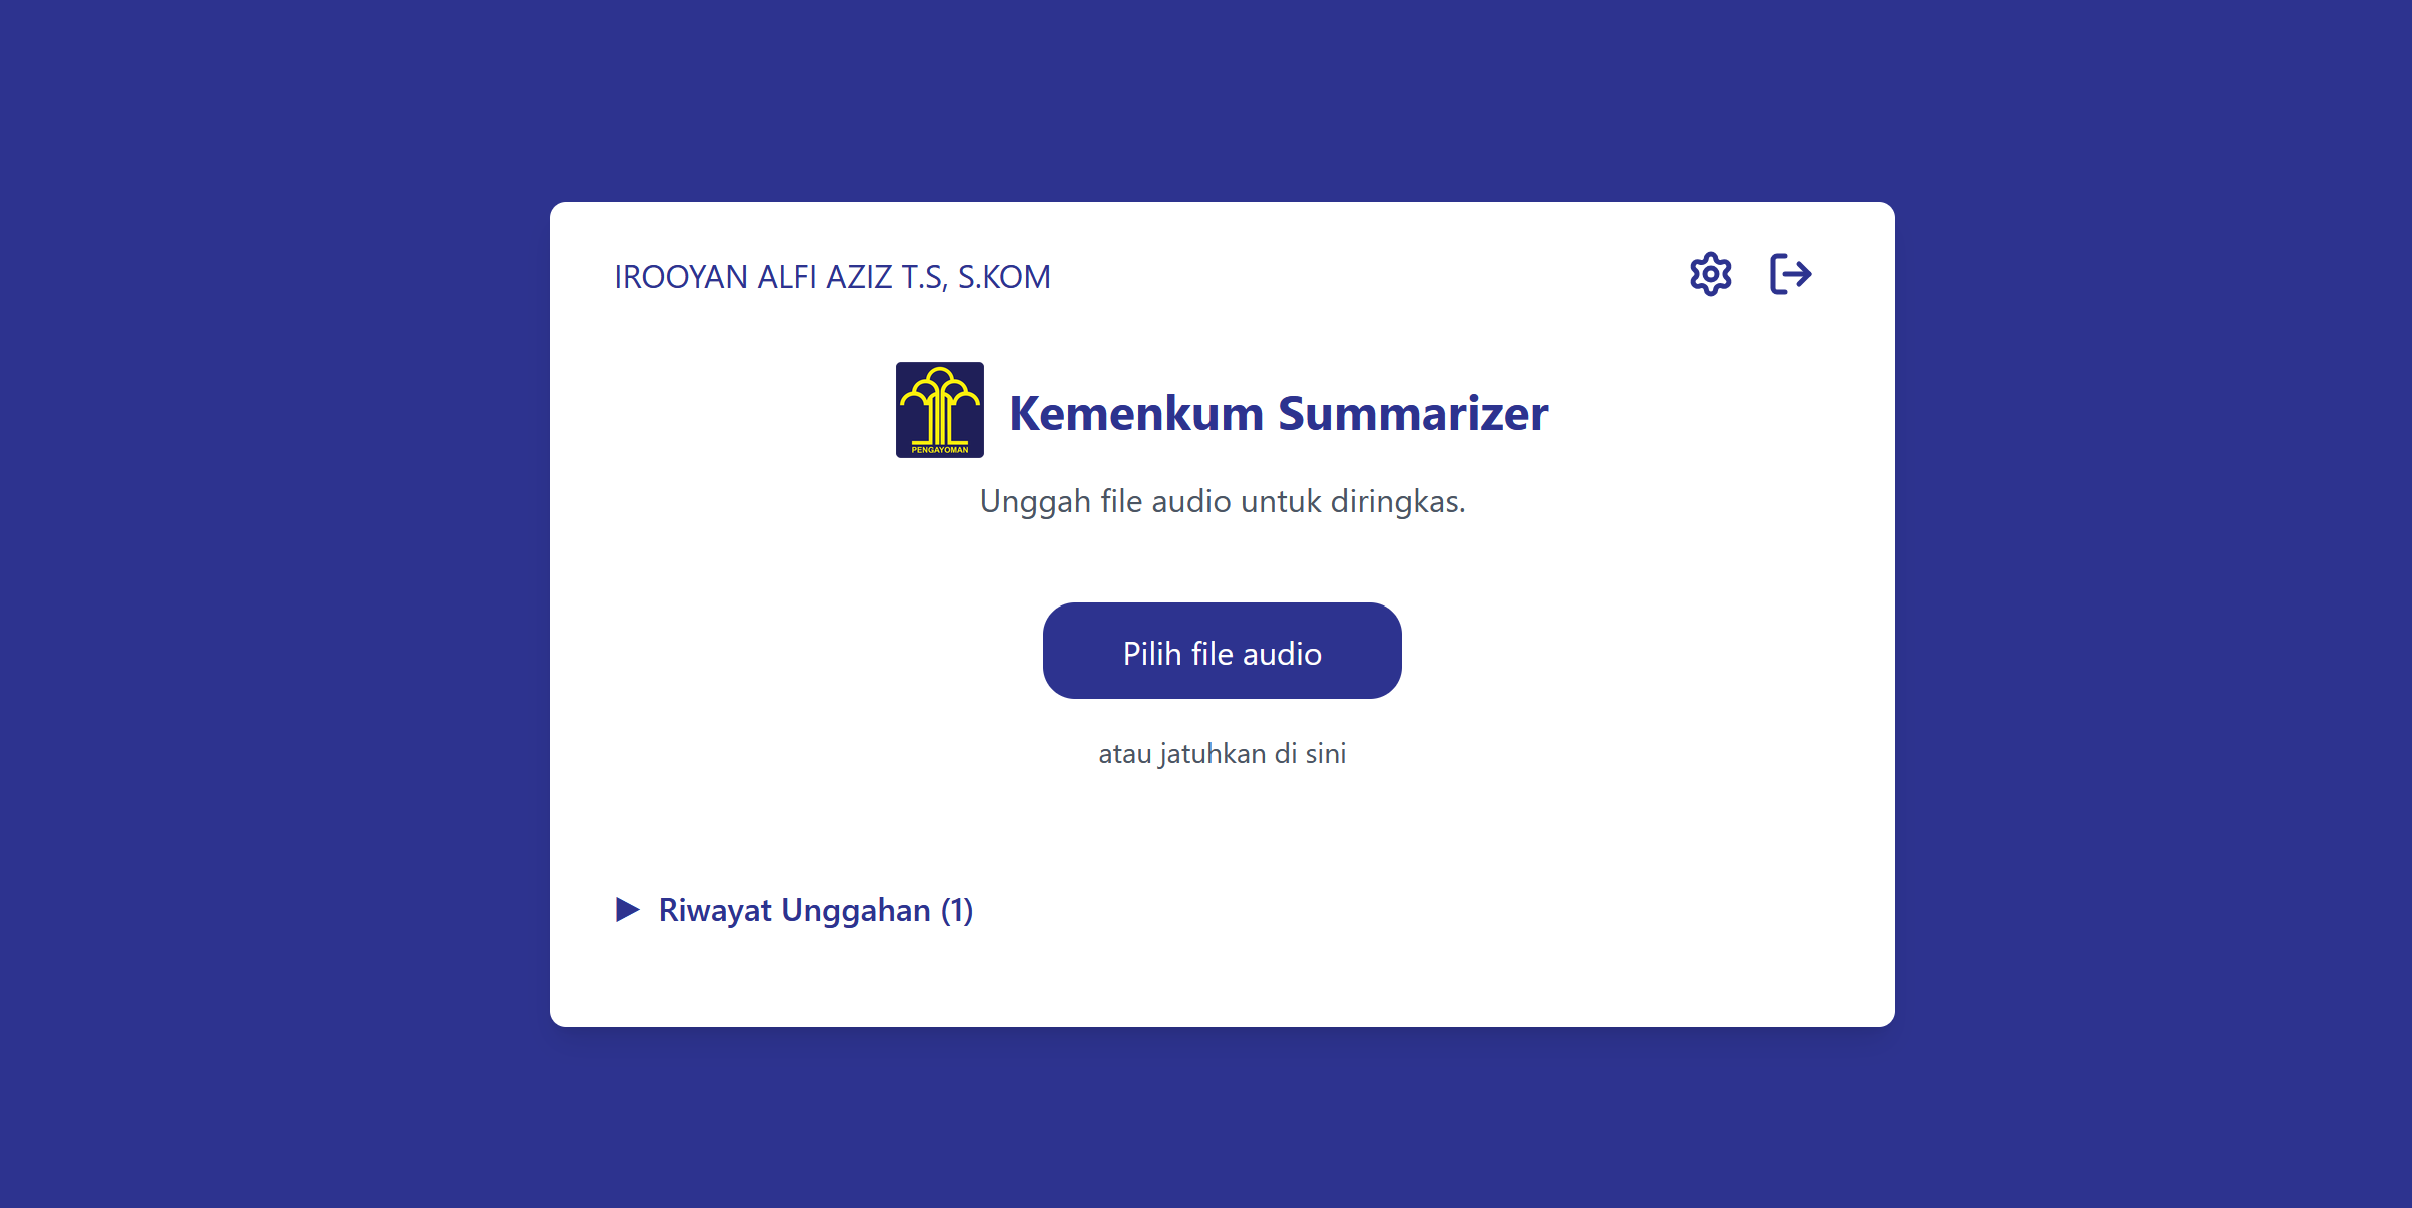 IROOYAN ALFI AZIZ T.S, S.KOM
PENGAYOMAN
Kemenkum Summarizer
Unggah file audio untuk diringkas.
Pilih file audio
atau jatuhkan di sini
▶ Riwayat Unggahan (1)